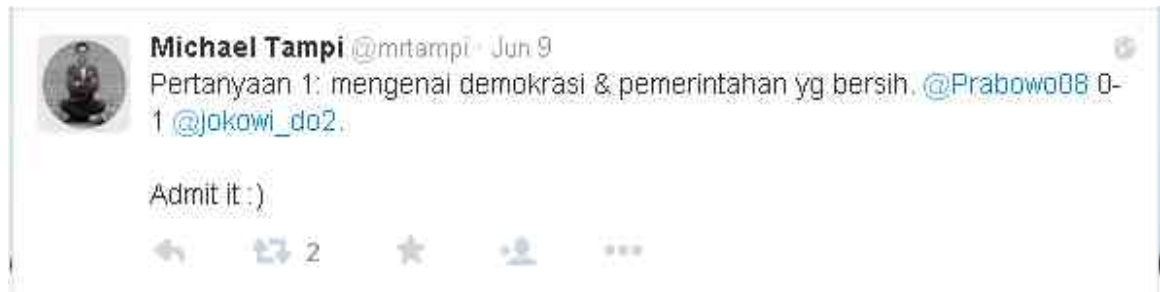 Michael Tampi @mrtampi · Jun 9
Pertanyaan 1: mengenai demokrasi & pemerintahan yg bersih. @Prabowo08 0-
1 @jokowi_do2.
Admit it :)
2